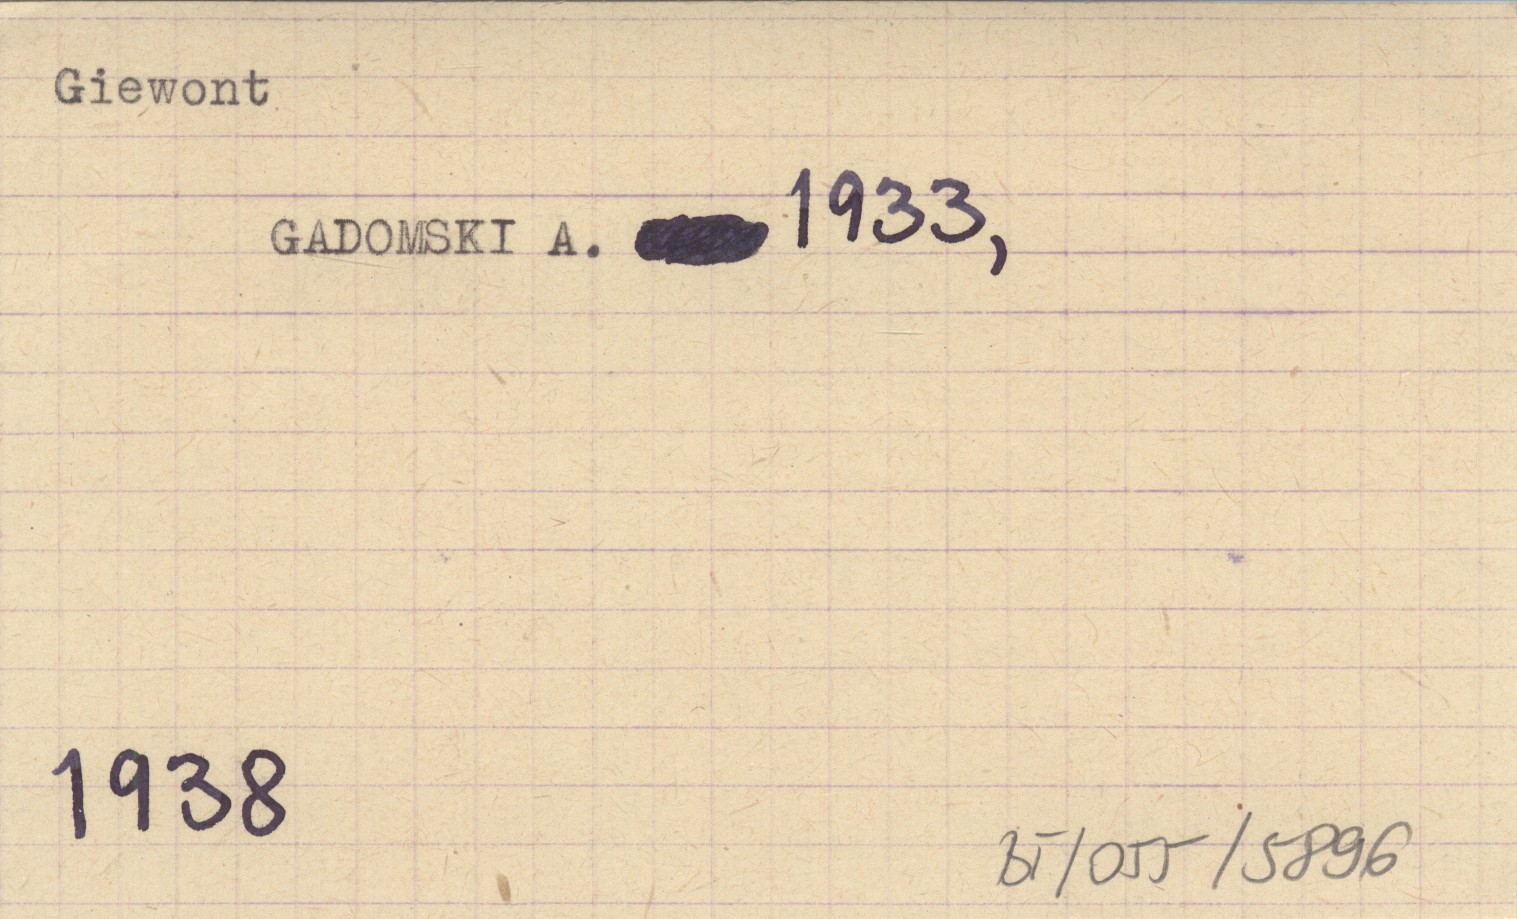 Giewont
GADOMSKI A. 1933,
1938
BI/055/5896